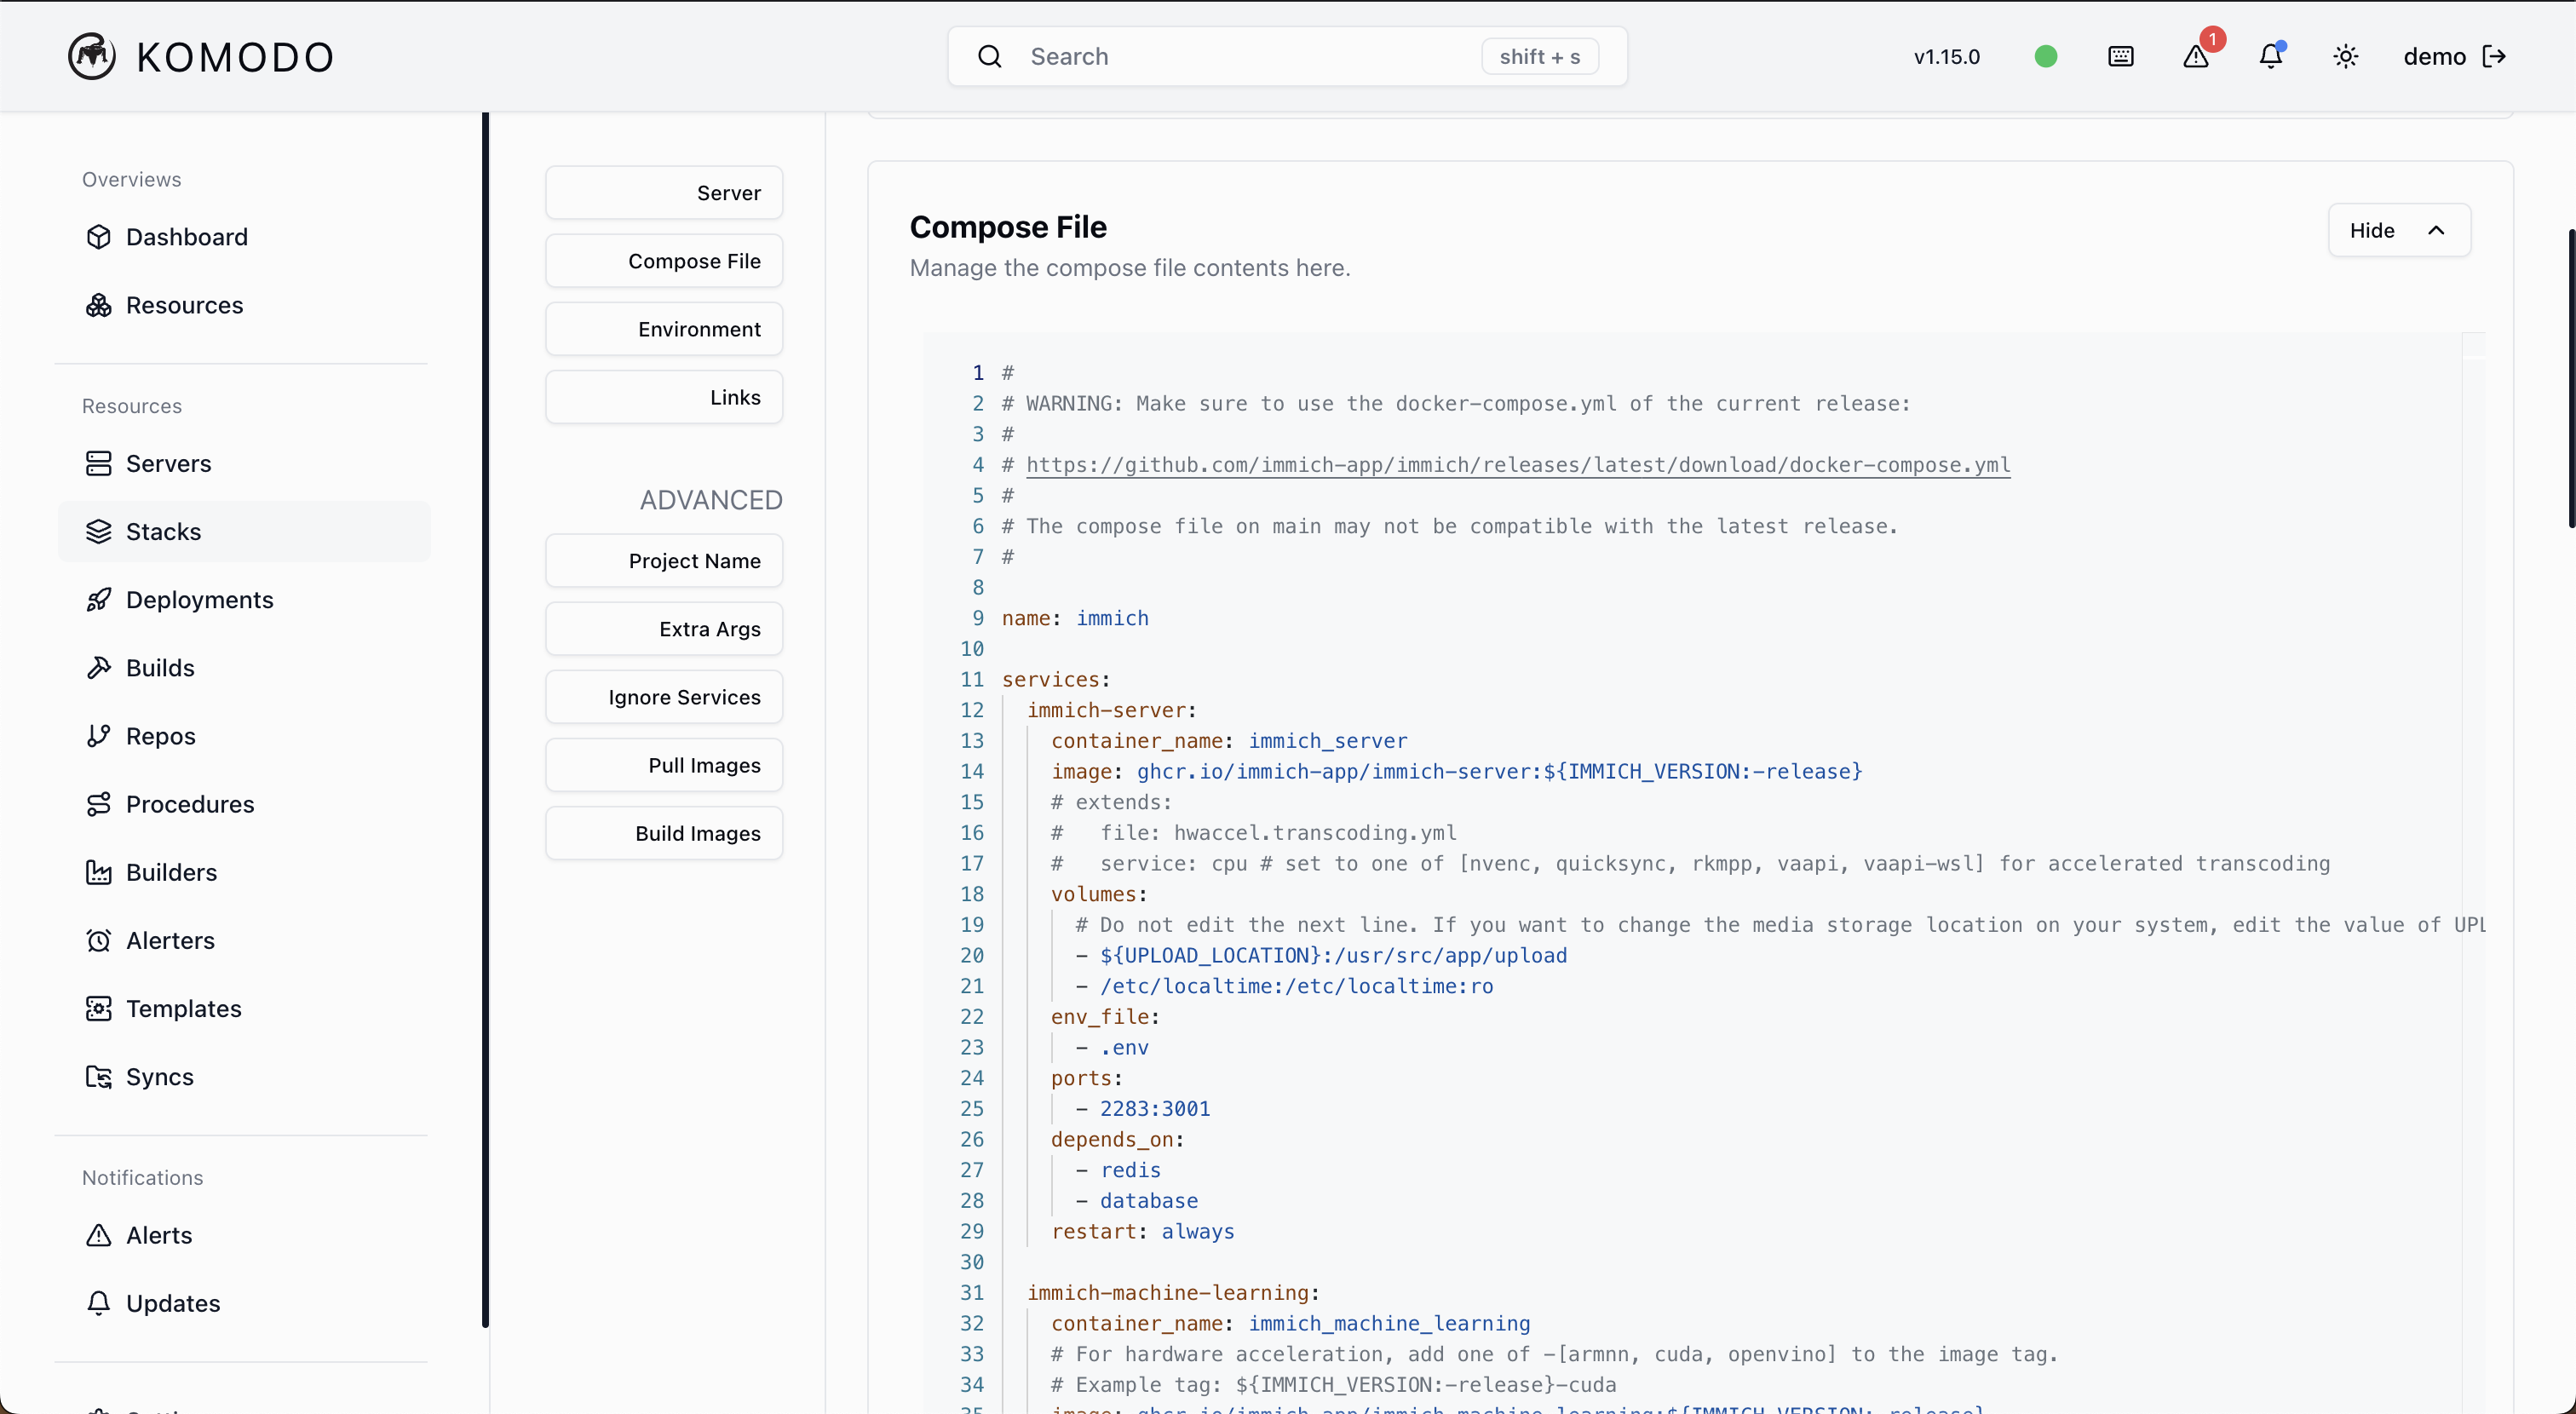 KOMODO
Search
shift + s
v1.15.0
1
demo
Overviews
Dashboard
Resources
Resources
Servers
Stacks
Deployments
Builds
Repos
Procedures
Builders
Alerters
Templates
Syncs
Notifications
Alerts
Updates
Server
Compose File
Environment
Links
ADVANCED
Project Name
Extra Args
Ignore Services
Pull Images
Build Images
Compose File
Manage the compose file contents here.
Hide
1 #
2 # WARNING: Make sure to use the docker-compose.yml of the current release:
3 #
4 # https://github.com/immich-app/immich/releases/latest/download/docker-compose.yml
5 #
6 # The compose file on main may not be compatible with the latest release.
7 #
8
9 name: immich
10
11 services:
12   immich-server:
13     container_name: immich_server
14     image: ghcr.io/immich-app/immich-server:${IMMICH_VERSION:-release}
15     # extends:
16     #   file: hwaccel.transcoding.yml
17     #   service: cpu # set to one of [nvenc, quicksync, rkmpp, vaapi, vaapi-wsl] for accelerated transcoding
18     volumes:
19       # Do not edit the next line. If you want to change the media storage location on your system, edit the value of UPL
20       - ${UPLOAD_LOCATION}:/usr/src/app/upload
21       - /etc/localtime:/etc/localtime:ro
22     env_file:
23       - .env
24     ports:
25       - 2283:3001
26     depends_on:
27       - redis
28       - database
29     restart: always
30
31   immich-machine-learning:
32     container_name: immich_machine_learning
33     # For hardware acceleration, add one of -[armnn, cuda, openvino] to the image tag.
34     # Example tag: ${IMMICH_VERSION:-release}-cuda
35     image: ghcr.io/immich-app/immich-machine-learning:${IMMICH_VERSION:-release}